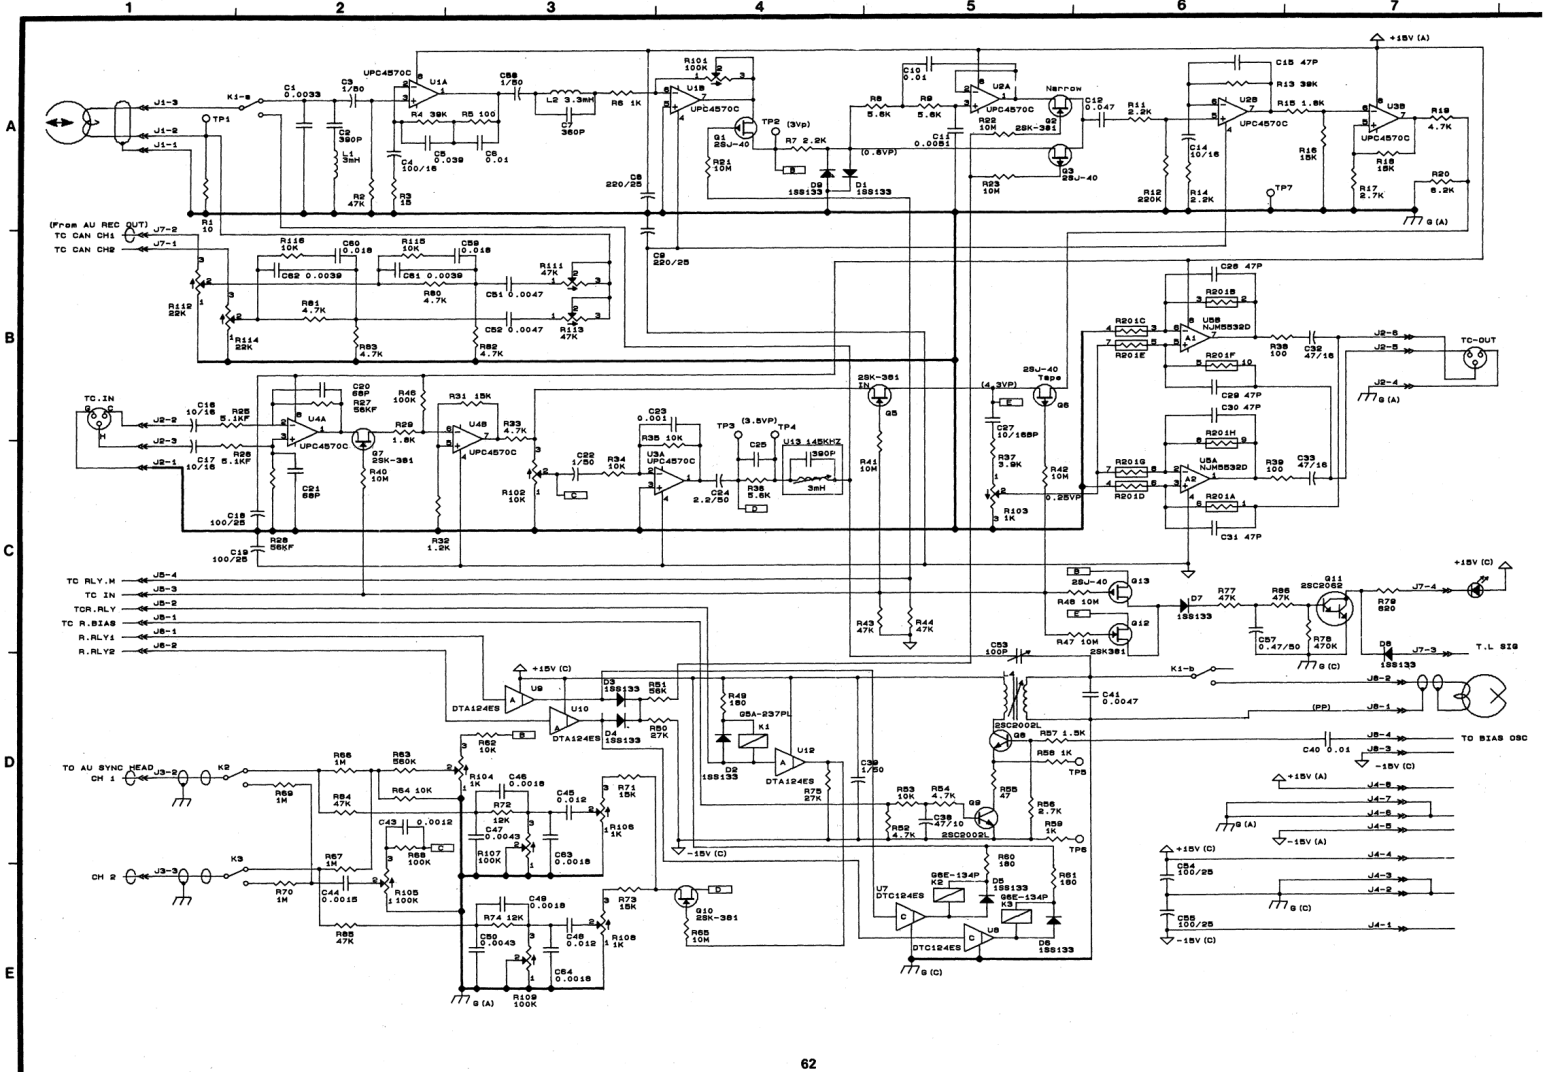 1 2 3 4 5 6 7
A
B
C
D
E
+15V (A)
J1-3
J1-2
J1-1
K1-a
TP1
R1 10
C1 0.0033
C2 390P
L1 3mH
C3 1/50
R2 47K
UPC4570C
U1A
R4 39K
R5 100
C5 0.039
C6 0.01
C4 100/16
R3 15
C58 1/50
L2 3.3mH
C7 360P
R6 1K
C8 220/25
C9 220/25
R101 100K
U1B
UPC4570C
R21 10M
Q1 2SJ-40
TP2 (3Vp)
R7 2.2K
B
D9 1SS133
D1 1SS133
(0.6VP)
R8 5.6K
R9 5.6K
C10 0.01
C11 0.0051
U2A
UPC4570C
Narrow
R22 10M
Q2 2SK-381
R23 10M
Q3 2SJ-40
C12 0.047
R11 2.2K
R12 220K
C14 10/16
R14 2.2K
C15 47P
R13 39K
U2B
UPC4570C
R15 1.8K
R16 15K
TP7
U3B
UPC4570C
R19 4.7K
R18 15K
R17 2.7K
R20 8.2K
G (A)
(From AU REC OUT)
TC CAN CH1
J7-2
TC CAN CH2
J7-1
R112 22K
R114 22K
R116 10K
C60 0.018
C62 0.0039
R81 4.7K
R83 4.7K
R115 10K
C59 0.018
C61 0.0039
R80 4.7K
R82 4.7K
C51 0.0047
C52 0.0047
R111 47K
R113 47K
TC.IN
G C
H
J2-2
J2-3
J2-1
C16 10/16
C17 10/16
R25 5.1KF
R26 5.1KF
C20 68P
R27 56KF
U4A
UPC4570C
C21 68P
R28 56KF
C18 100/25
C19 100/25
Q7 2SK-381
R40 10M
R46 100K
R29 1.8K
R31 15K
U4B
UPC4570C
R32 1.2K
R33 4.7K
R102 10K
C22 1/50
C
R34 10K
C23 0.001
R35 10K
U3A
UPC4570C
C24 2.2/50
TP3 (3.5VP)
TP4
C25
R36 5.6K
D
U13 145KHZ
390P
3mH
2SK-381
IN
Q5
R41 10M
(4.3VP)
E
C27 10/16BP
R37 3.9K
R103 1K
0.25VP
2SJ-40
Tape
Q6
R42 10M
R201C
R201E
R201G
R201D
C28 47P
R201B
U5B
NJM5532D
A1
R201F
C29 47P
C30 47P
R201H
U5A
NJM5532D
A2
R201A
C31 47P
R38 100
C32 47/16
R39 100
C33 47/16
J2-6
J2-5
J2-4
G (A)
TC-OUT
TC RLY.M
J5-4
TC IN
J5-3
TCR.RLY
J5-2
TC R.BIAS
J5-1
R.RLY1
J6-1
R.RLY2
J6-2
R43 47K
R44 47K
B
2SJ-40
Q13
R48 10M
E
Q12
R47 10M
2SK381
D7 1SS133
R77 47K
R86 47K
C57 0.47/50
R78 470K
Q11 2SC2062
G (C)
J7-4
R79 820
+15V (C)
D8 1SS133
J7-3
T.L SIG
+15V (C)
U9
DTA124ES
U10
DTA124ES
D3 1SS133
D4 1SS133
R51 56K
R50 27K
R49 180
G5A-237PL
K1
D2 1SS133
U12
DTA124ES
R75 27K
C39 1/50
C53 100P
2SC2002L
Q8
C41 0.0047
K1-b
J8-2
(PP)
J8-1
R57 1.5K
R58 1K
TP5
R55 47
R56 2.7K
R59 1K
TP6
C40 0.01
J8-4
J8-3
TO BIAS OSC
-15V (C)
R53 10K
R54 4.7K
R52 4.7K
C38 47/10
Q9
2SC2002L
-15V (C)
TO AU SYNC HEAD
CH 1
J3-2
K2
CH 2
J3-3
K3
R69 1M
R70 1M
R66 1M
R63 560K
R64 10K
R84 47K
R67 1M
C43 0.0012
R68 100K
C
C44 0.0015
R105 100K
R85 47K
R62 10K
B
R104 1K
C46 0.0018
R72 12K
C47 0.0043
R107 100K
C45 0.012
C63 0.0018
R106 1K
R71 15K
C49 0.0018
R74 12K
C50 0.0043
R109 100K
C48 0.012
C64 0.0018
R108 1K
R73 15K
G (A)
D
Q10 2SK-381
R65 10M
U7
DTC124ES
G6E-134P
K2
R60 180
D5 1SS133
G6E-134P
K3
R61 180
U8
DTC124ES
D6 1SS133
G (C)
+15V (A)
J4-8
J4-7
J4-6
G (A)
J4-5
-15V (A)
+15V (C)
J4-4
C54 100/25
J4-3
J4-2
G (C)
C55 100/25
J4-1
-15V (C)
62